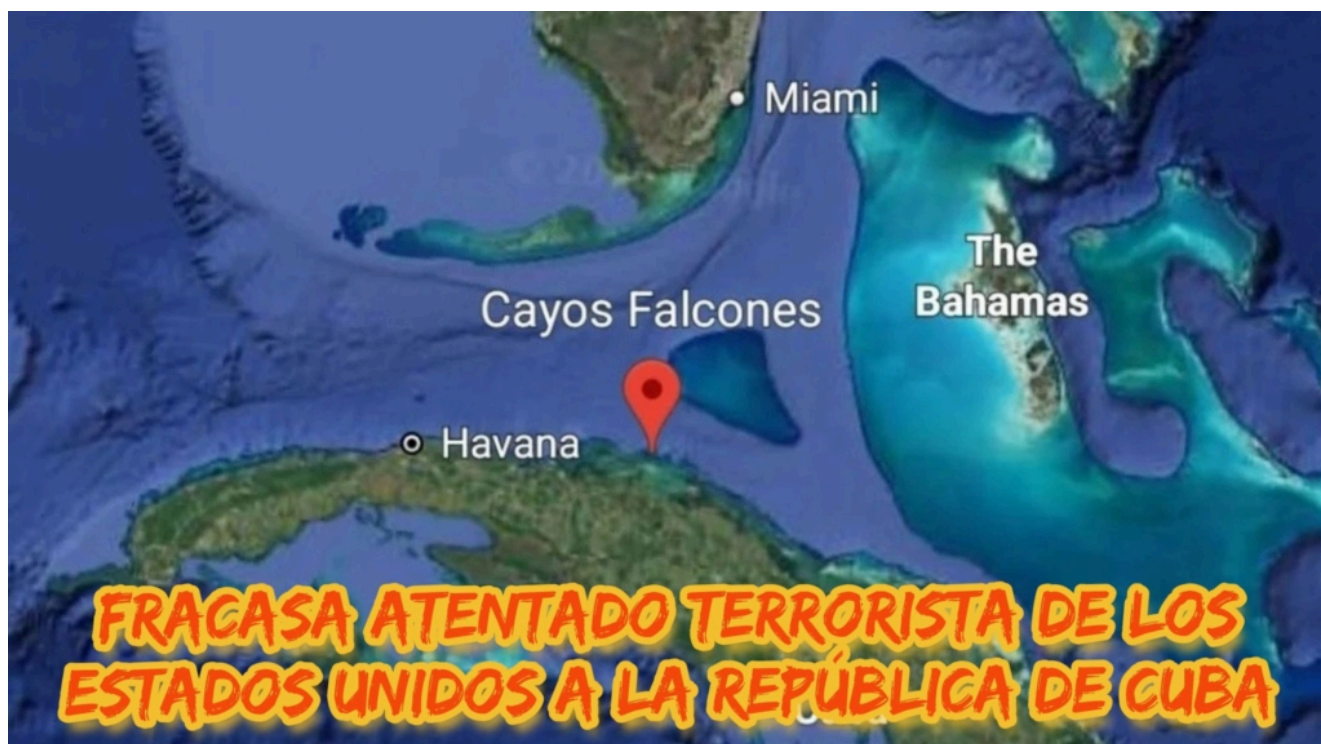 Miami
The
Bahamas
Cayos Falcones
Havana
FRACASA ATENTADO TERRORISTA DE LOS
ESTADOS UNIDOS A LA REPÚBLICA DE CUBA